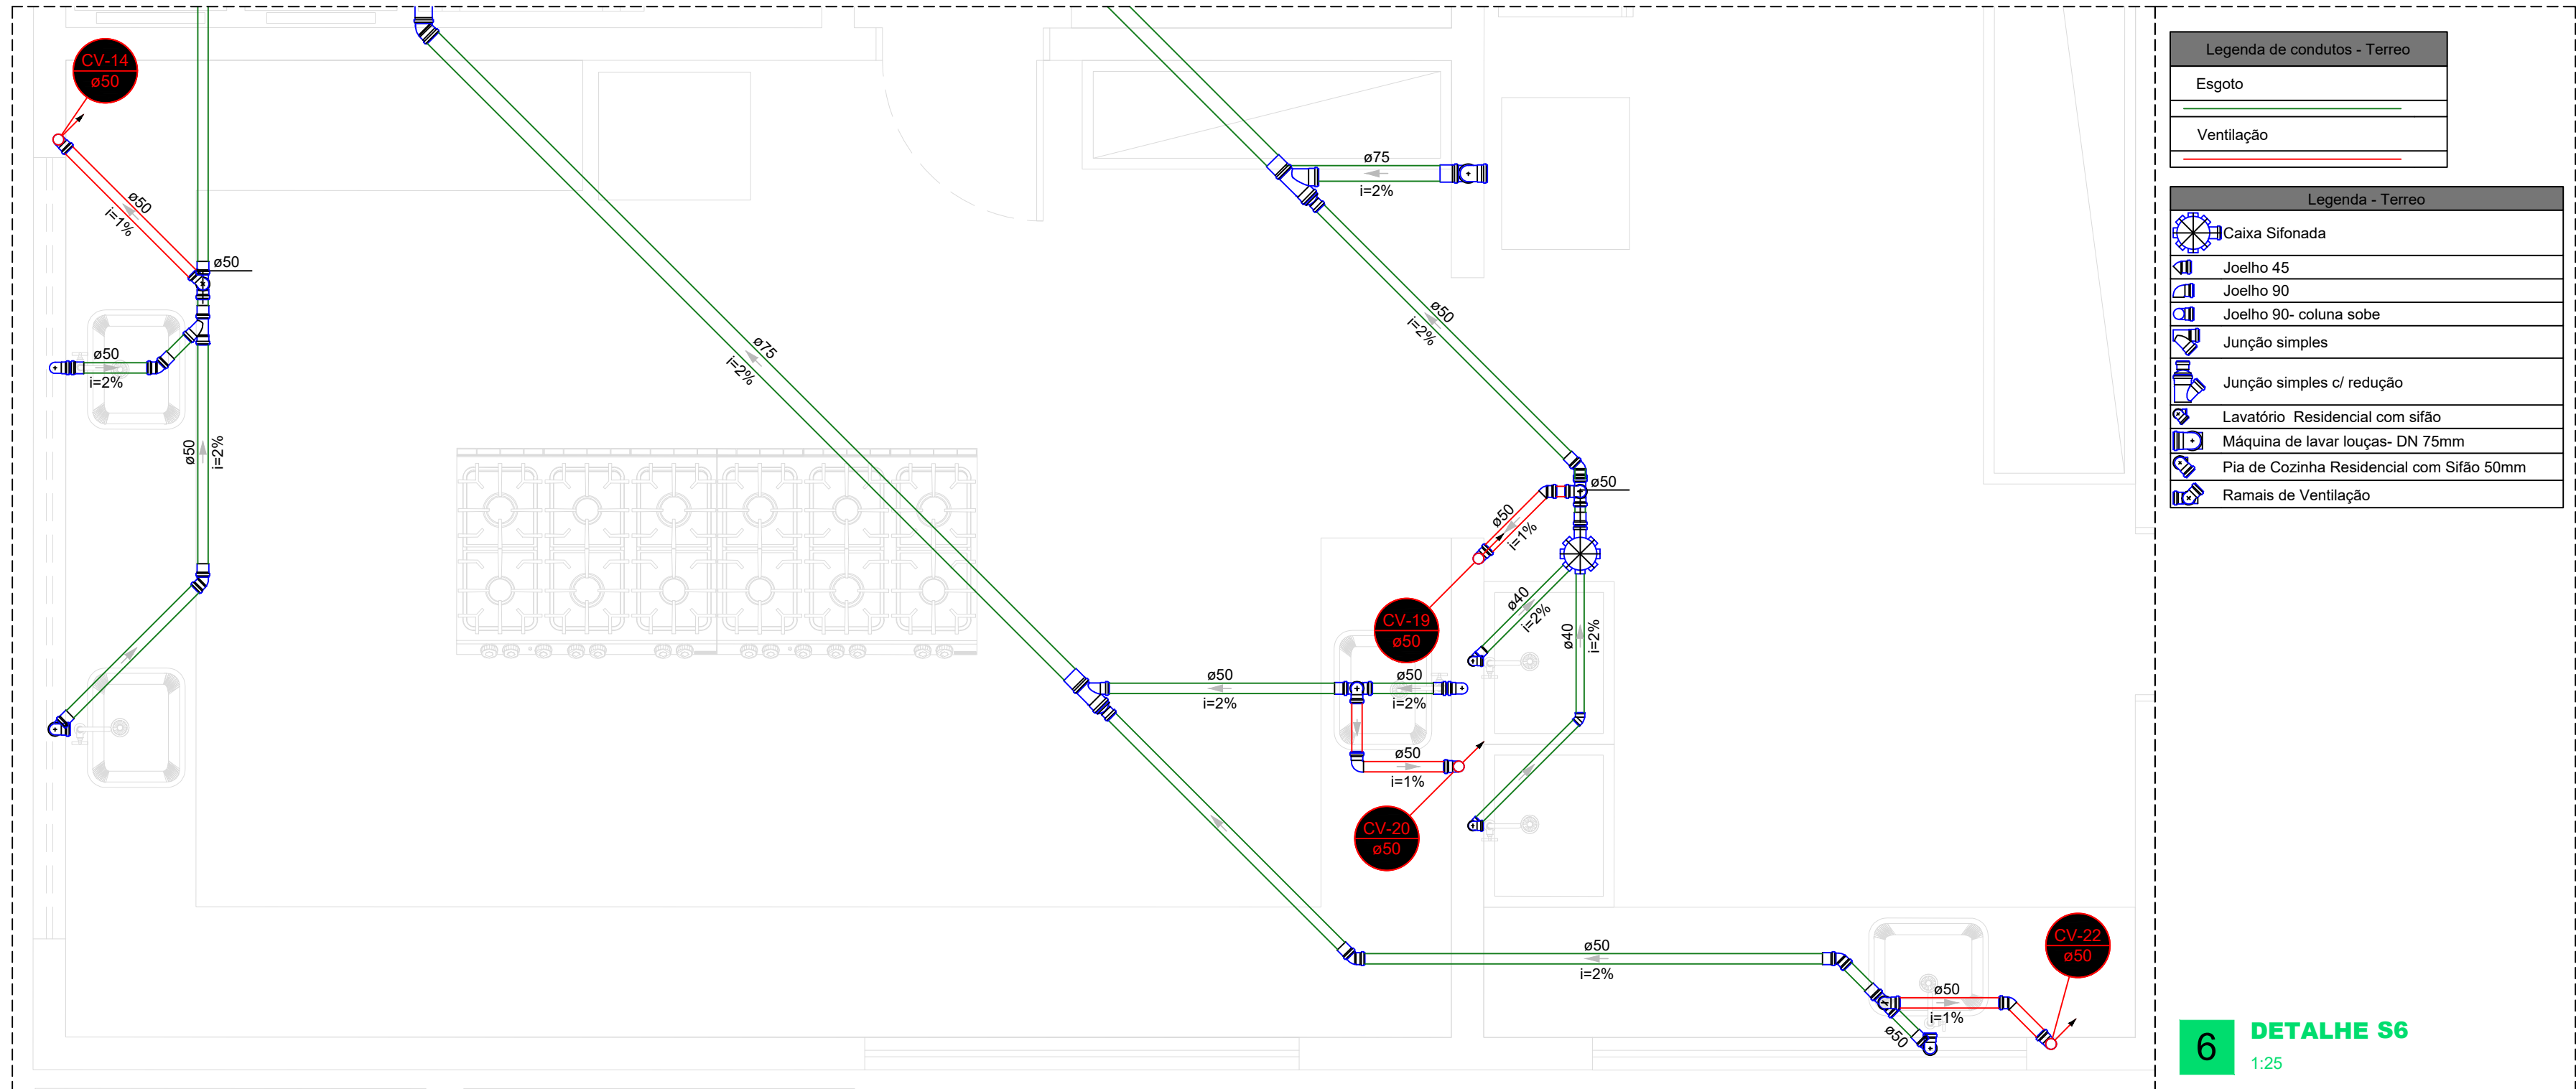 CV-14
ø50
ø50
i=1%
ø50
ø50
i=2%
ø50
i=2%
ø75
i=2%
ø75
i=2%
ø50
i=2%
ø50
ø50
i=1%
CV-19
ø50
ø40
i=2%
ø40
i=2%
ø50
i=2%
ø50
i=2%
ø50
i=1%
CV-20
ø50
ø50
i=2%
ø50
i=1%
ø50
CV-22
ø50
Legenda de condutos - Terreo
Esgoto
Ventilação
Legenda - Terreo
Caixa Sifonada
Joelho 45
Joelho 90
Joelho 90- coluna sobe
Junção simples
Junção simples c/ redução
Lavatório Residencial com sifão
Máquina de lavar louças- DN 75mm
Pia de Cozinha Residencial com Sifão 50mm
Ramais de Ventilação
6
DETALHE S6
1:25